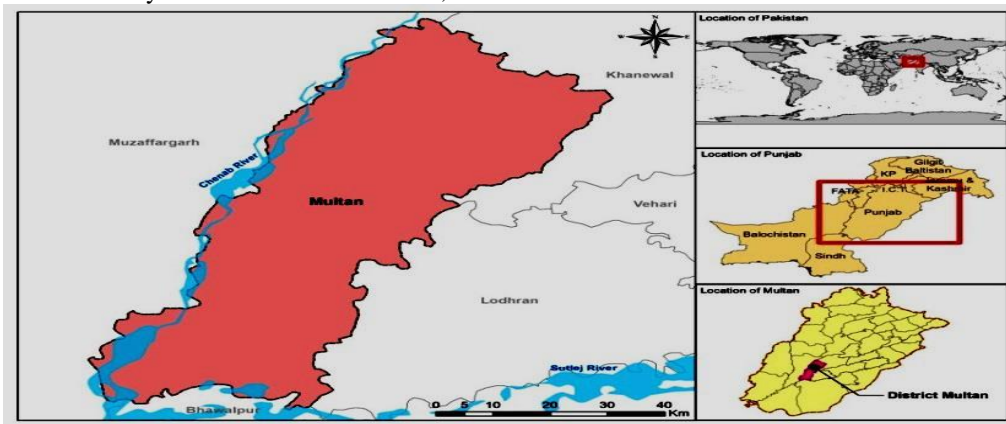 N
W
E
S
Khanewal
Muzaffargarh
Chenab River
Multan
Vehari
Lodhran
Sutlej River
Bhawalpur
0 5 10 20 30 40
Km
Location of Pakistan
Location of Punjab
Gilgit
Baltistan
KP
FATA
I.C.T
Kashmir
Punjab
Balochistan
Sindh
Location of Multan
District Multan